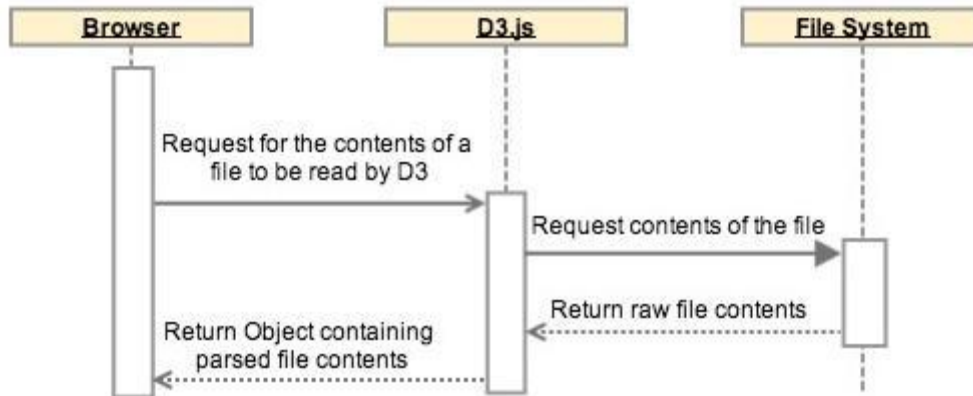 Browser
D3.js
File System
Request for the contents of a
file to be read by D3
Request contents of the file
Return raw file contents
Return Object containing
parsed file contents